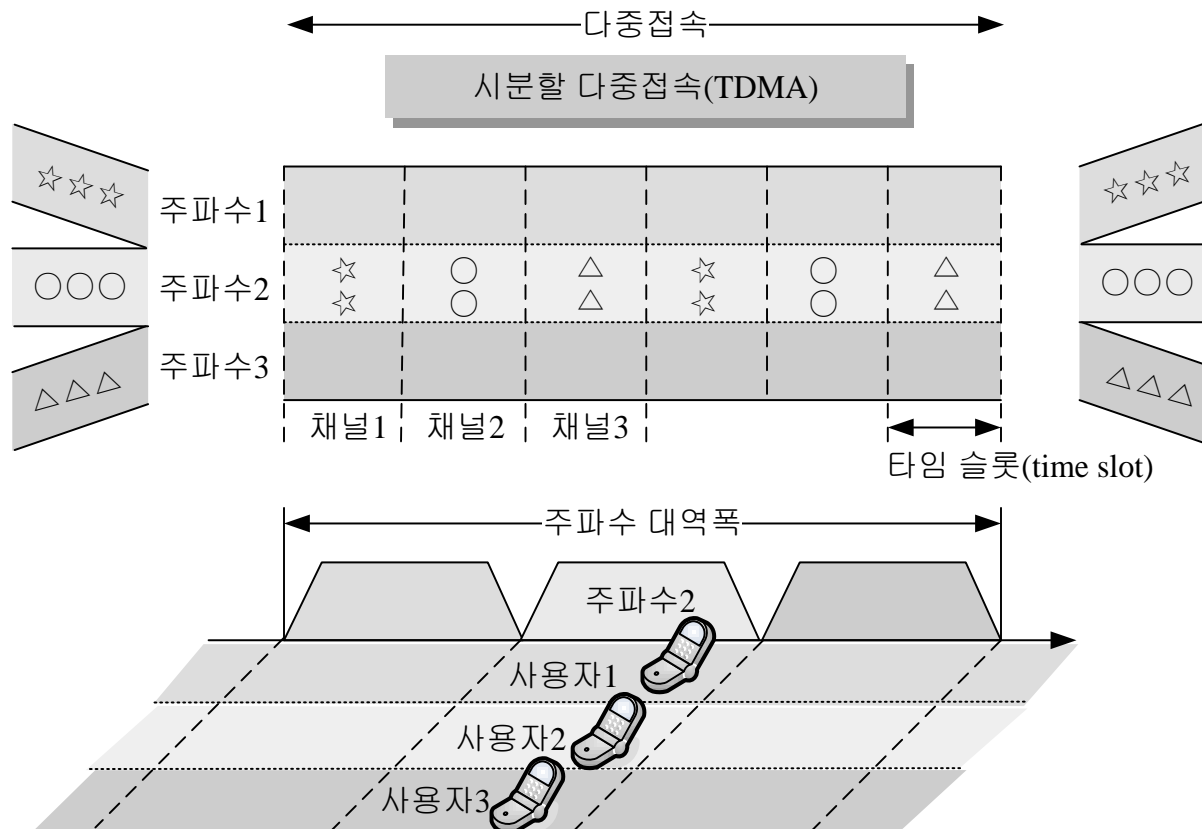 다중접속
시분할 다중접속(TDMA)
주파수1
주파수2
주파수3
채널1 채널2 채널3
타임 슬롯(time slot)
주파수 대역폭
주파수2
사용자1
사용자2
사용자3